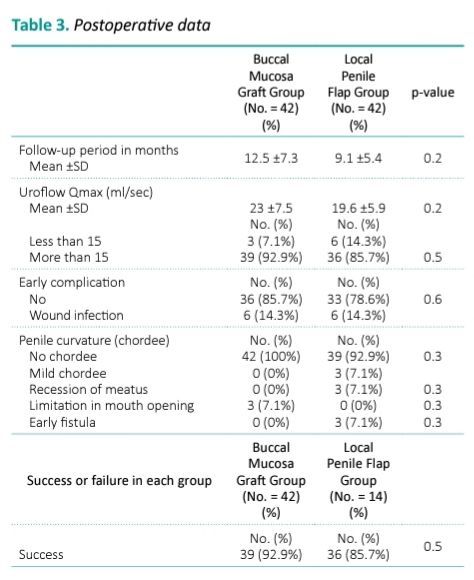 Table 3. Postoperative data
Buccal Mucosa Graft Group (No. = 42) (%) Local Penile Flap Group (No. = 42) (%) p-value
Follow-up period in months
Mean ±SD 12.5 ±7.3 9.1 ±5.4 0.2
Uroflow Qmax (ml/sec)
Mean ±SD 23 ±7.5 19.6 ±5.9 0.2
No. (%) No. (%)
Less than 15 3 (7.1%) 6 (14.3%)
More than 15 39 (92.9%) 36 (85.7%) 0.5
Early complication No. (%) No. (%)
No 36 (85.7%) 33 (78.6%) 0.6
Wound infection 6 (14.3%) 6 (14.3%)
Penile curvature (chordee) No. (%) No. (%)
No chordee 42 (100%) 39 (92.9%) 0.3
Mild chordee 0 (0%) 3 (7.1%)
Recession of meatus 0 (0%) 3 (7.1%) 0.3
Limitation in mouth opening 3 (7.1%) 0 (0%) 0.3
Early fistula 0 (0%) 3 (7.1%) 0.3
Success or failure in each group Buccal Mucosa Graft Group (No. = 42) (%) Local Penile Flap Group (No. = 14) (%)
No. (%) No. (%)
Success 39 (92.9%) 36 (85.7%) 0.5